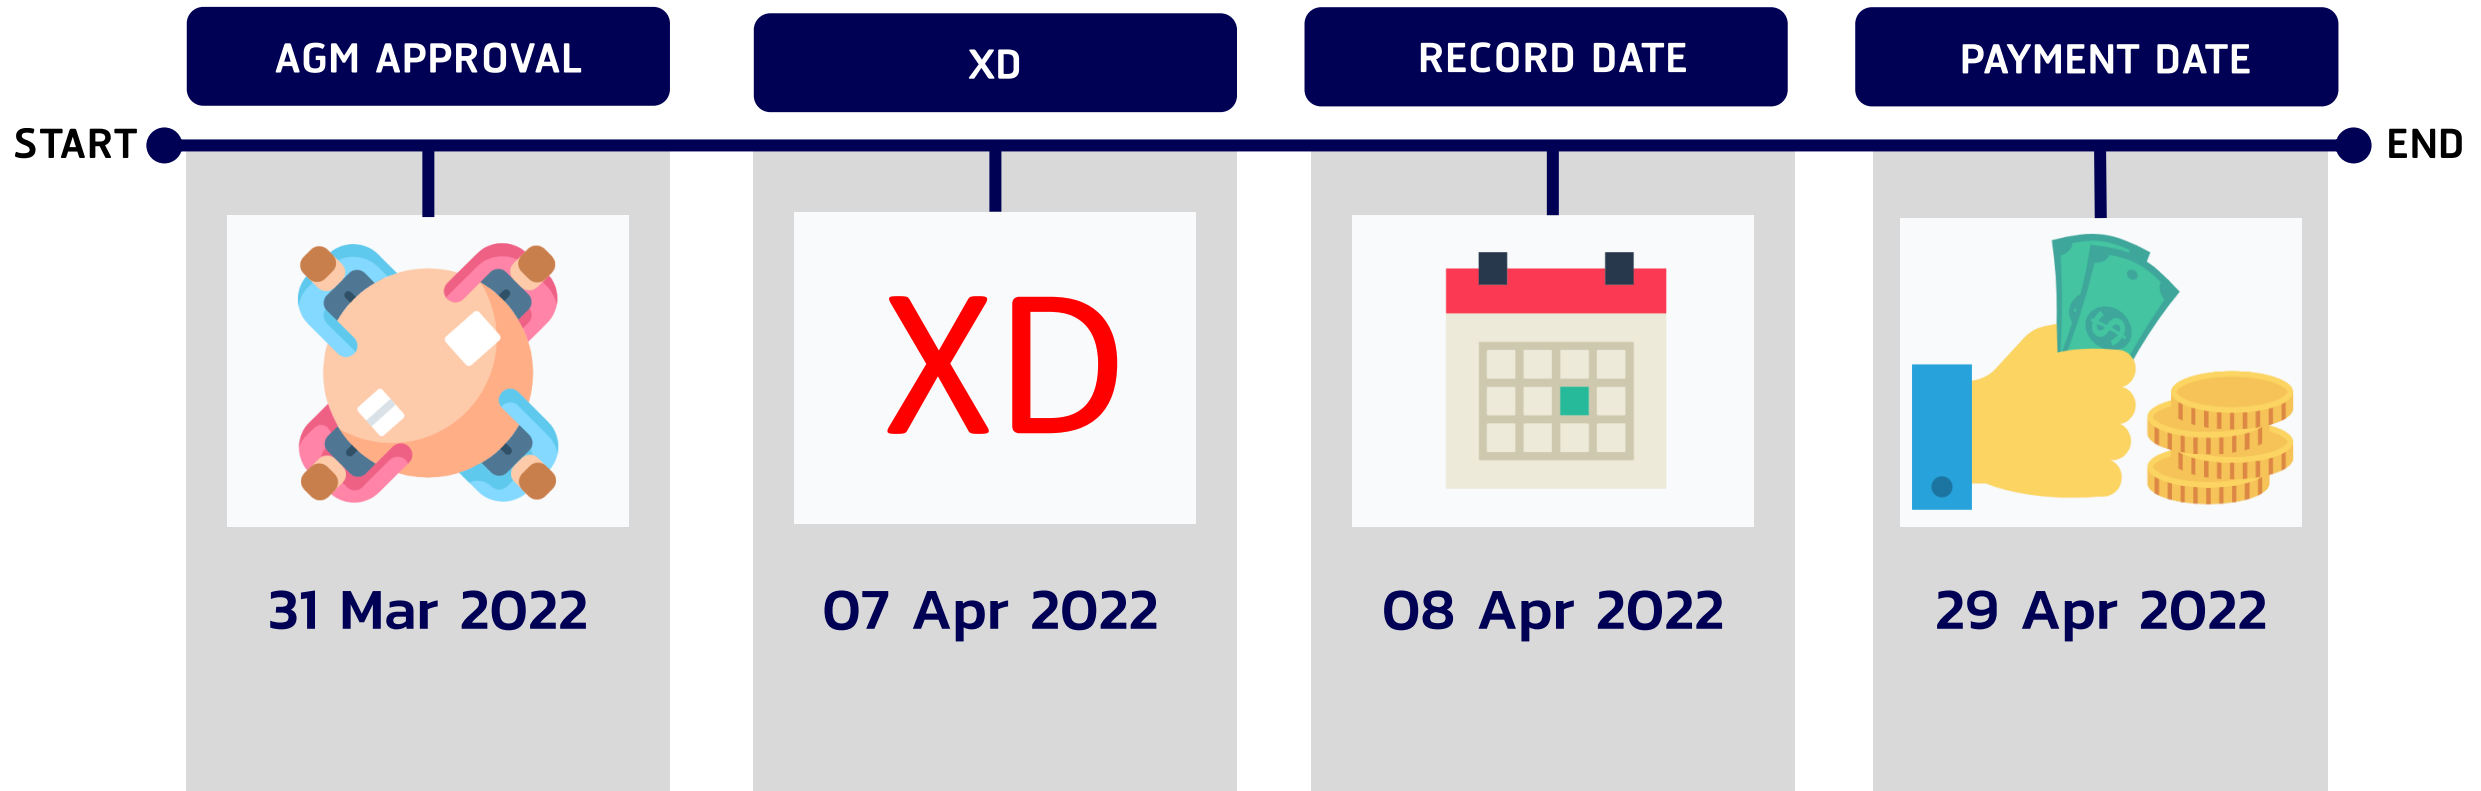 AGM APPROVAL
XD
RECORD DATE
PAYMENT DATE
START
END
XD
31 Mar 2022
07 Apr 2022
08 Apr 2022
29 Apr 2022